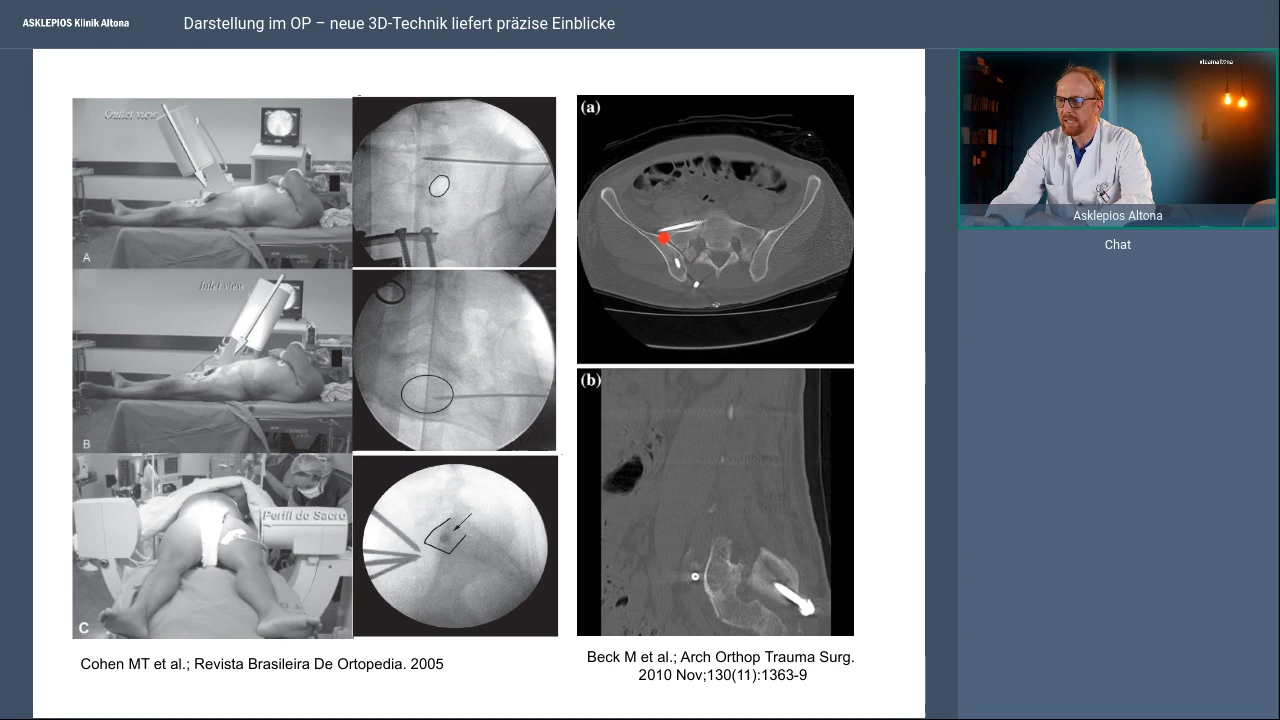 ASKLEPIOS Klinik Altona
Darstellung im OP – neue 3D-Technik liefert präzise Einblicke
#teamaltona
Outlet view
A
Inlet view
B
Perfil do Sacro
C
(a)
(b)
Cohen MT et al.; Revista Brasileira De Ortopedia. 2005
Beck M et al.; Arch Orthop Trauma Surg.
2010 Nov;130(11):1363-9
Asklepios Altona
Chat